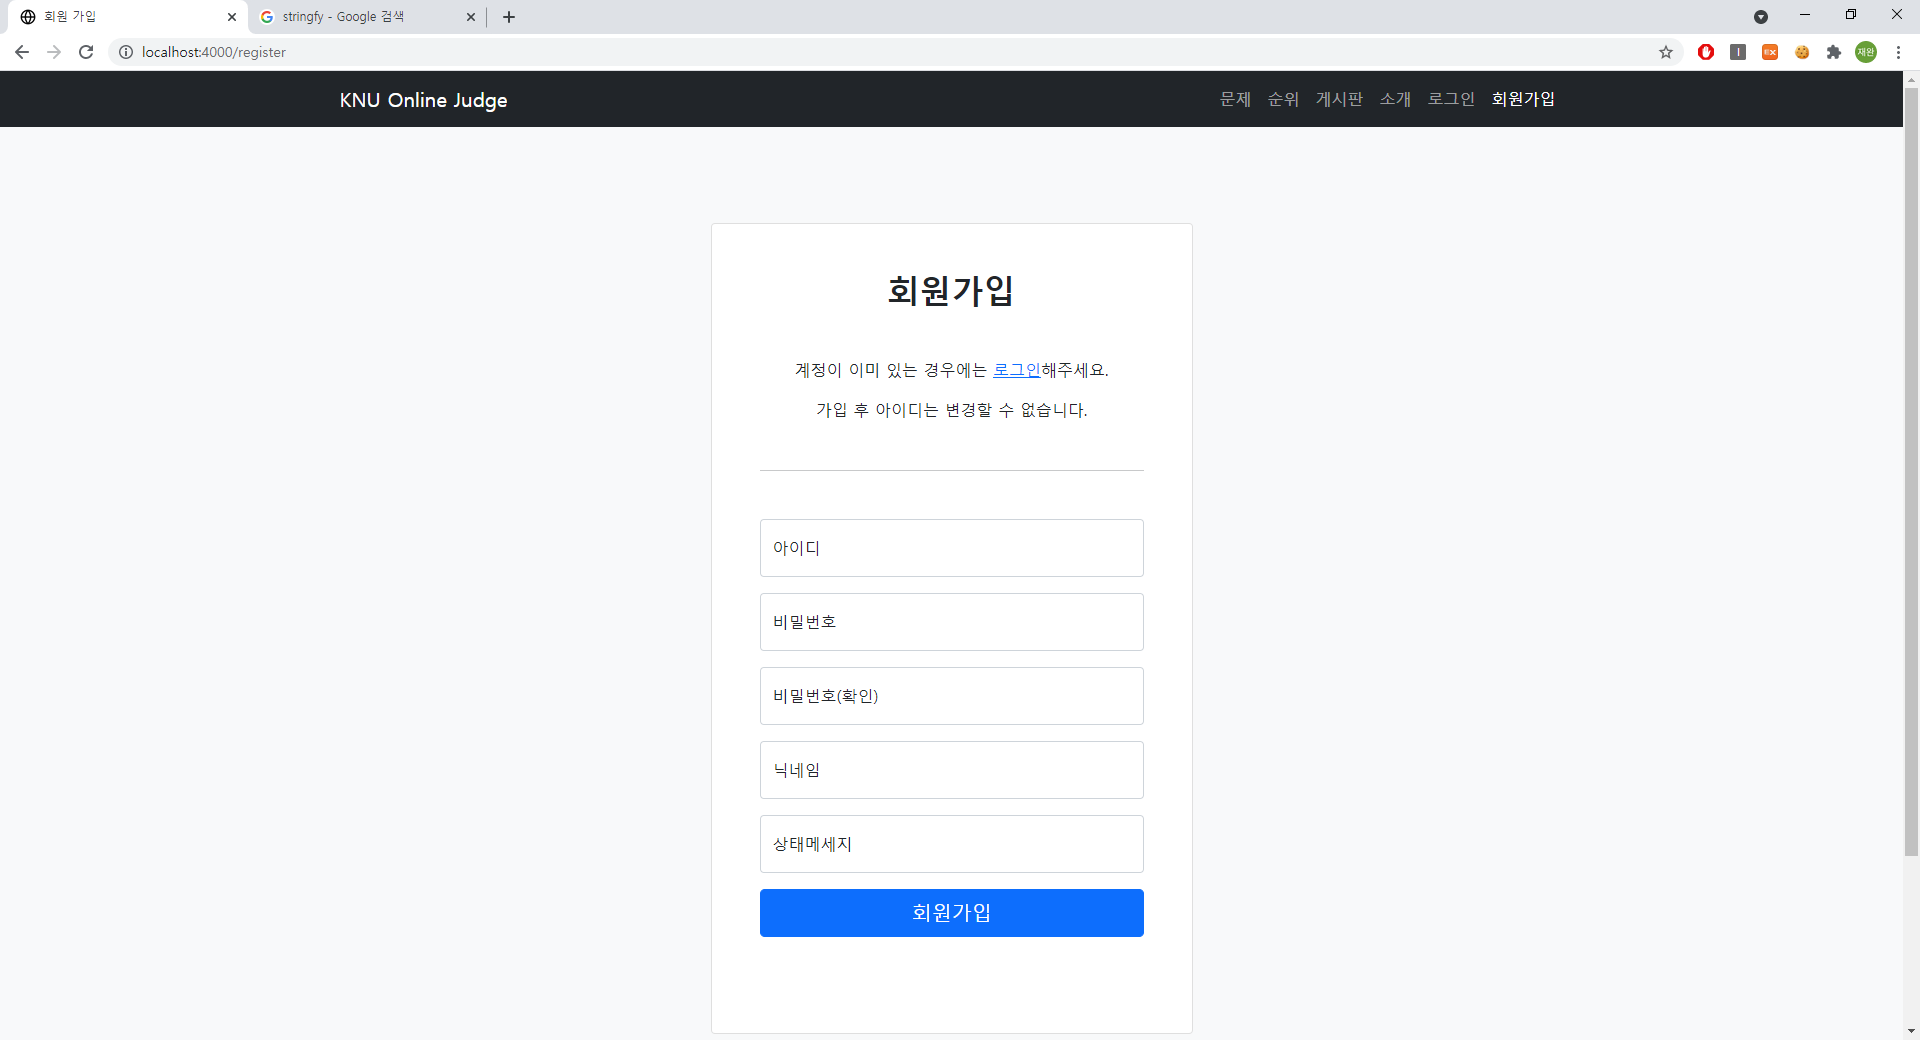 회원 가입
stringfy - Google 검색
localhost:4000/register
재완
KNU Online Judge
문제 순위 게시판 소개 로그인 회원가입
회원가입
계정이 이미 있는 경우에는 로그인해주세요.
가입 후 아이디는 변경할 수 없습니다.
아이디
비밀번호
비밀번호(확인)
닉네임
상태메세지
회원가입